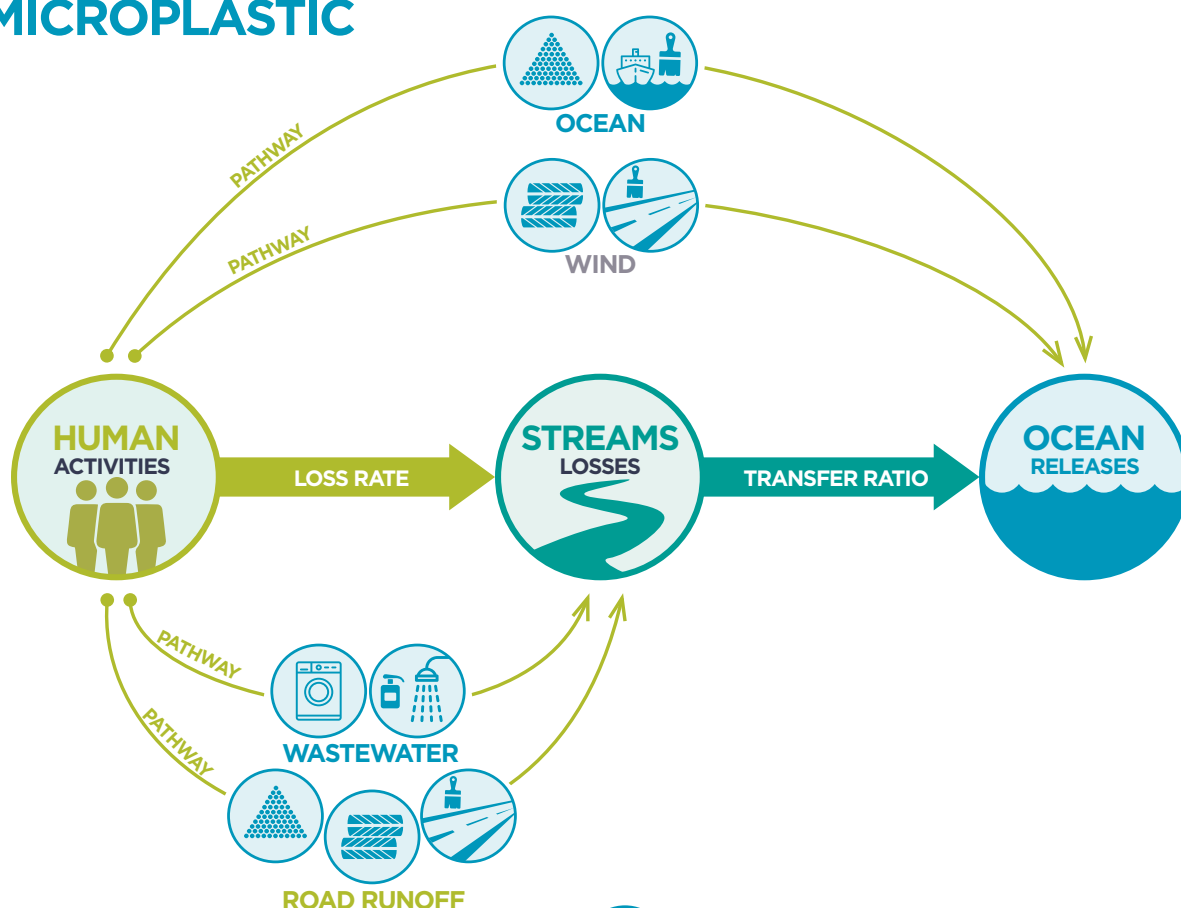 MICROPLASTIC
OCEAN
PATHWAY
WIND
PATHWAY
HUMAN
ACTIVITIES
LOSS RATE
STREAMS
LOSSES
TRANSFER RATIO
OCEAN
RELEASES
PATHWAY
WASTEWATER
PATHWAY
ROAD RUNOFF